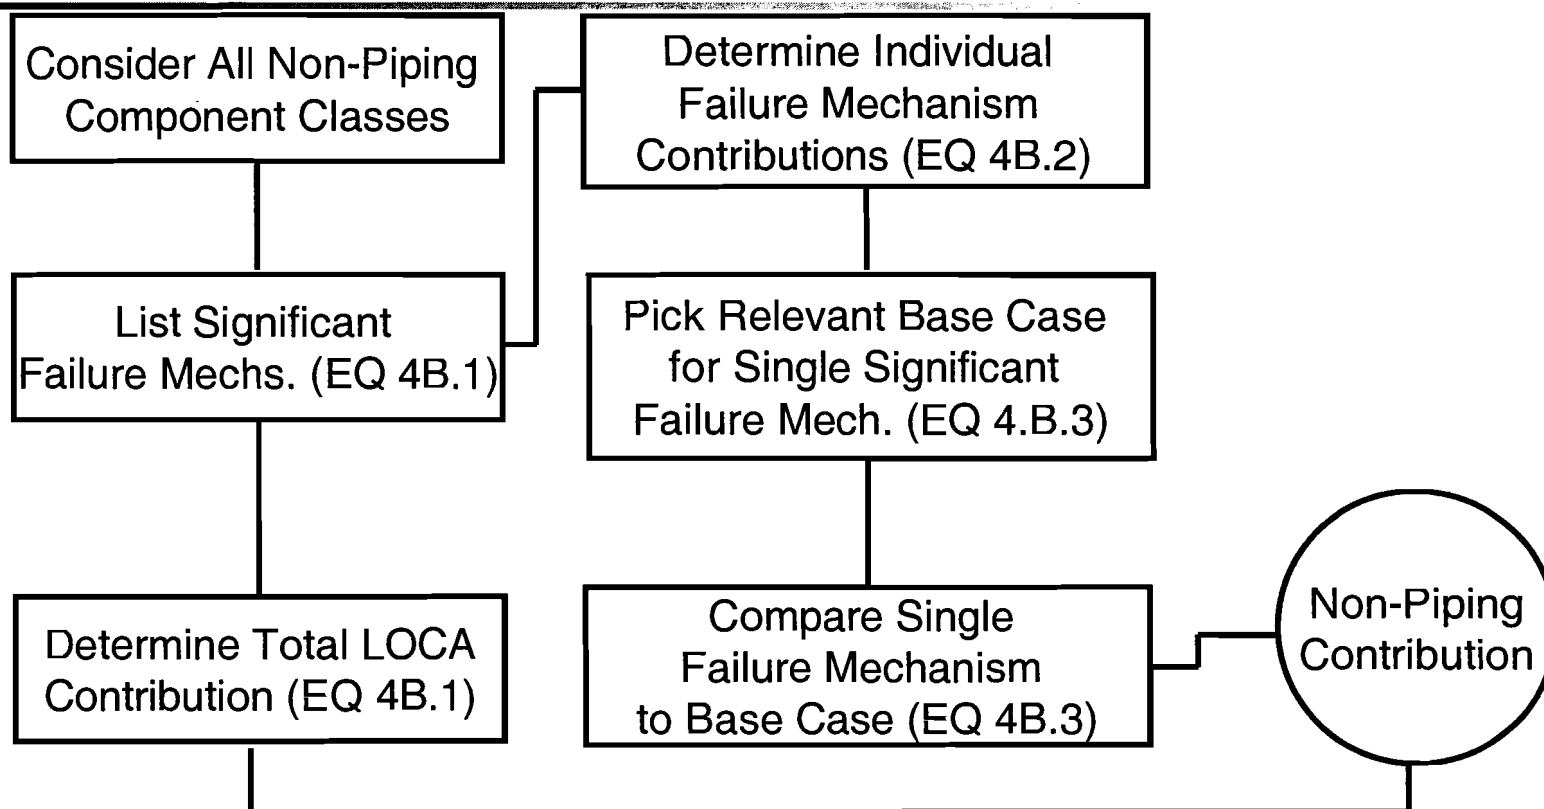 Consider All Non-Piping
Component Classes
List Significant
Failure Mechs. (EQ 4B.1)
Determine Total LOCA
Contribution (EQ 4B.1)
Determine Individual
Failure Mechanism
Contributions (EQ 4B.2)
Pick Relevant Base Case
for Single Significant
Failure Mech. (EQ 4.B.3)
Compare Single
Failure Mechanism
to Base Case (EQ 4B.3)
Non-Piping
Contribution